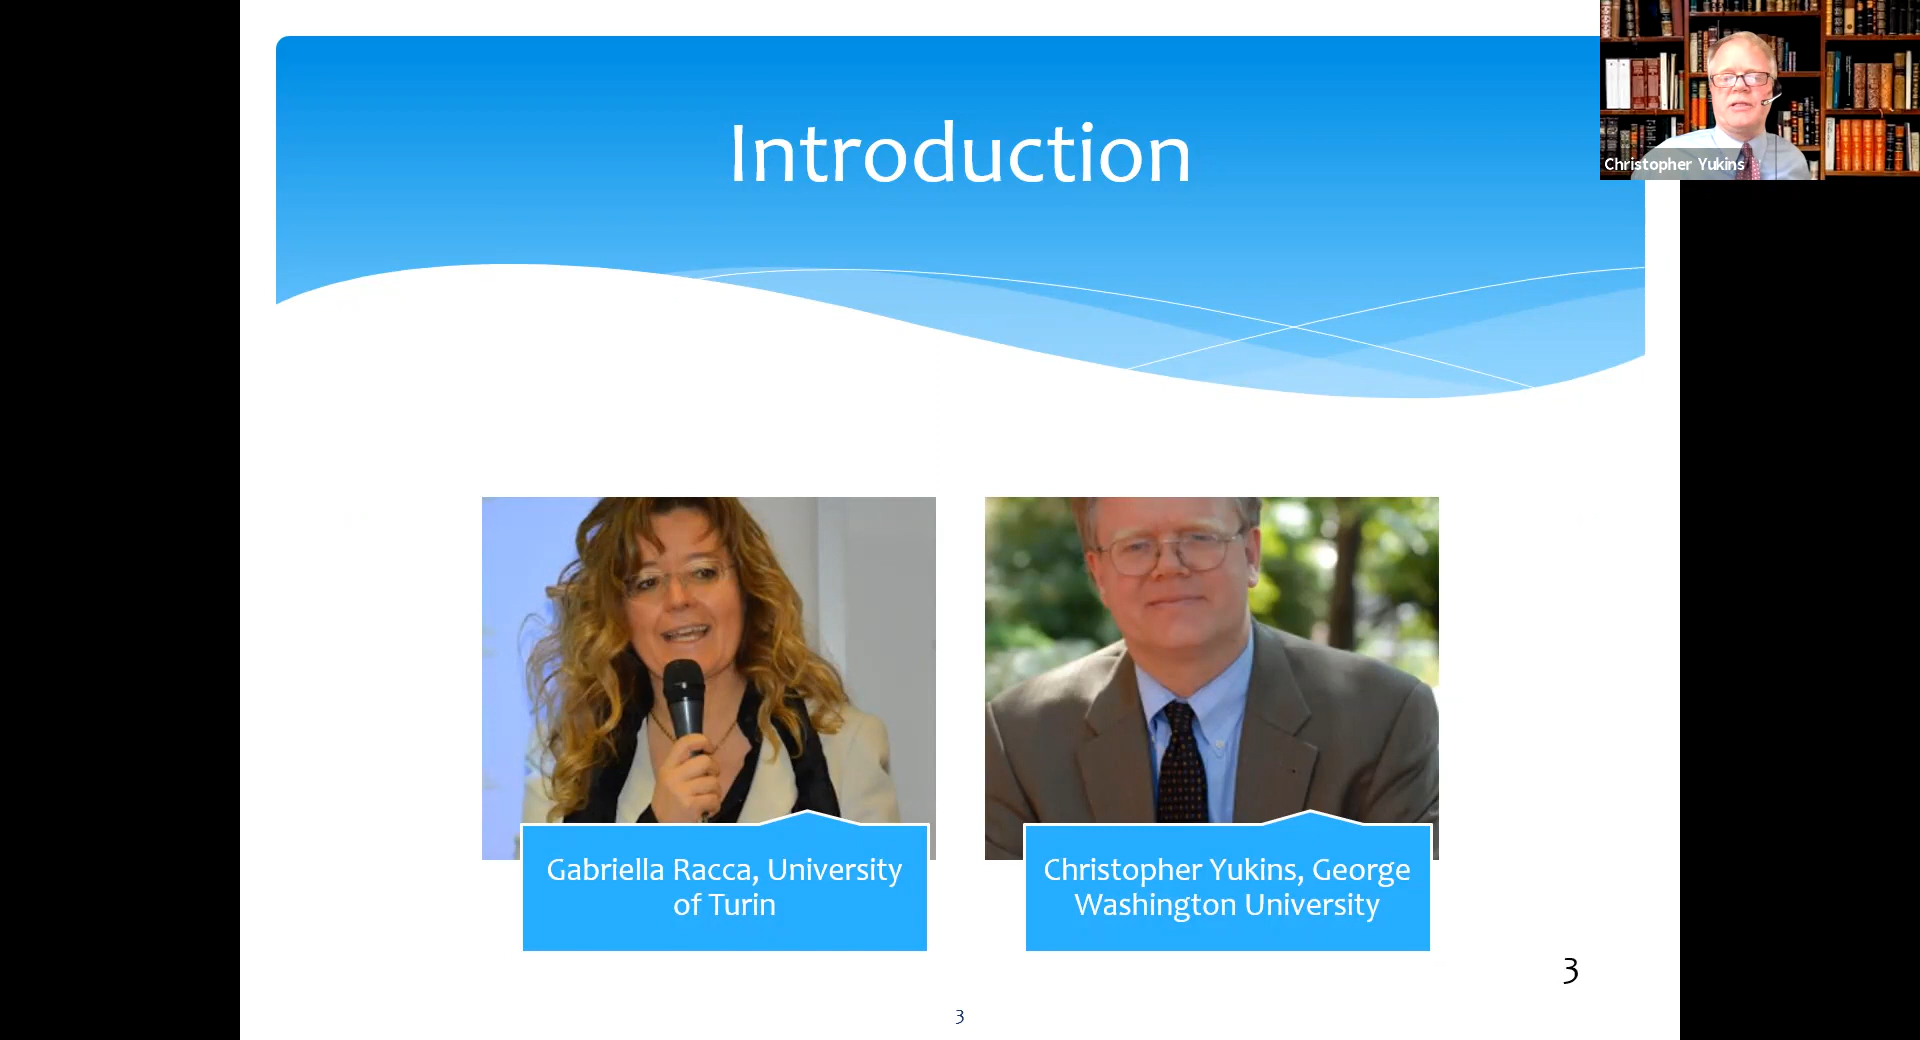 Introduction
Christopher Yukins
Gabriella Racca, University
of Turin
Christopher Yukins, George
Washington University
3
3